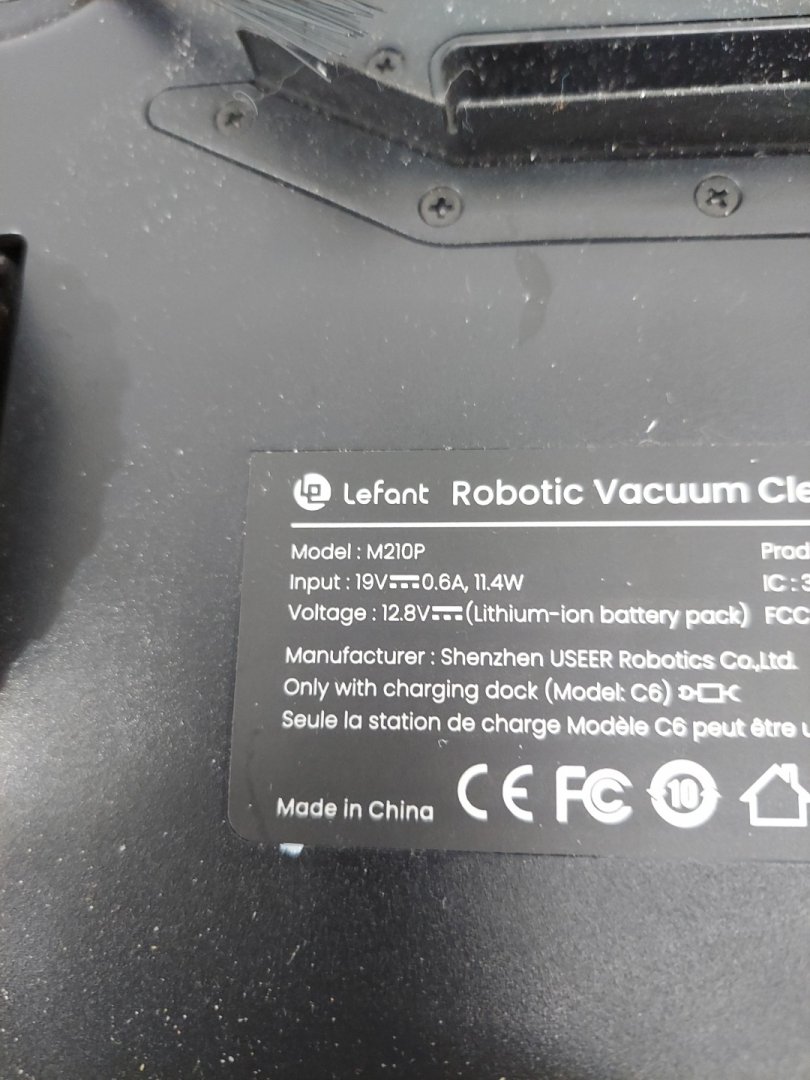 Lefant Robotic Vacuum Cle
Model : M210P
Prod
Input : 19V⎓0.6A, 11.4W
IC : 3
Voltage : 12.8V⎓(Lithium-ion battery pack)
FCC
Manufacturer : Shenzhen USEER Robotics Co.,Ltd.
Only with charging dock (Model: C6)
Seule la station de charge Modèle C6 peut être u
Made in China CE FC 10